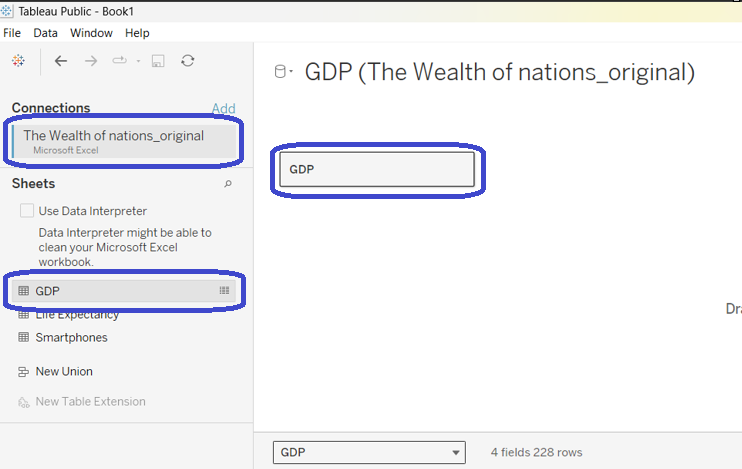 Tableau Public - Book1
File Data Window Help
Connections Add
The Wealth of nations_original
Microsoft Excel
Sheets
Use Data Interpreter
Data Interpreter might be able to
clean your Microsoft Excel
workbook.
GDP
Life Expectancy
Smartphones
New Union
New Table Extension
GDP (The Wealth of nations_original)
GDP
Dra
GDP 4 fields 228 rows